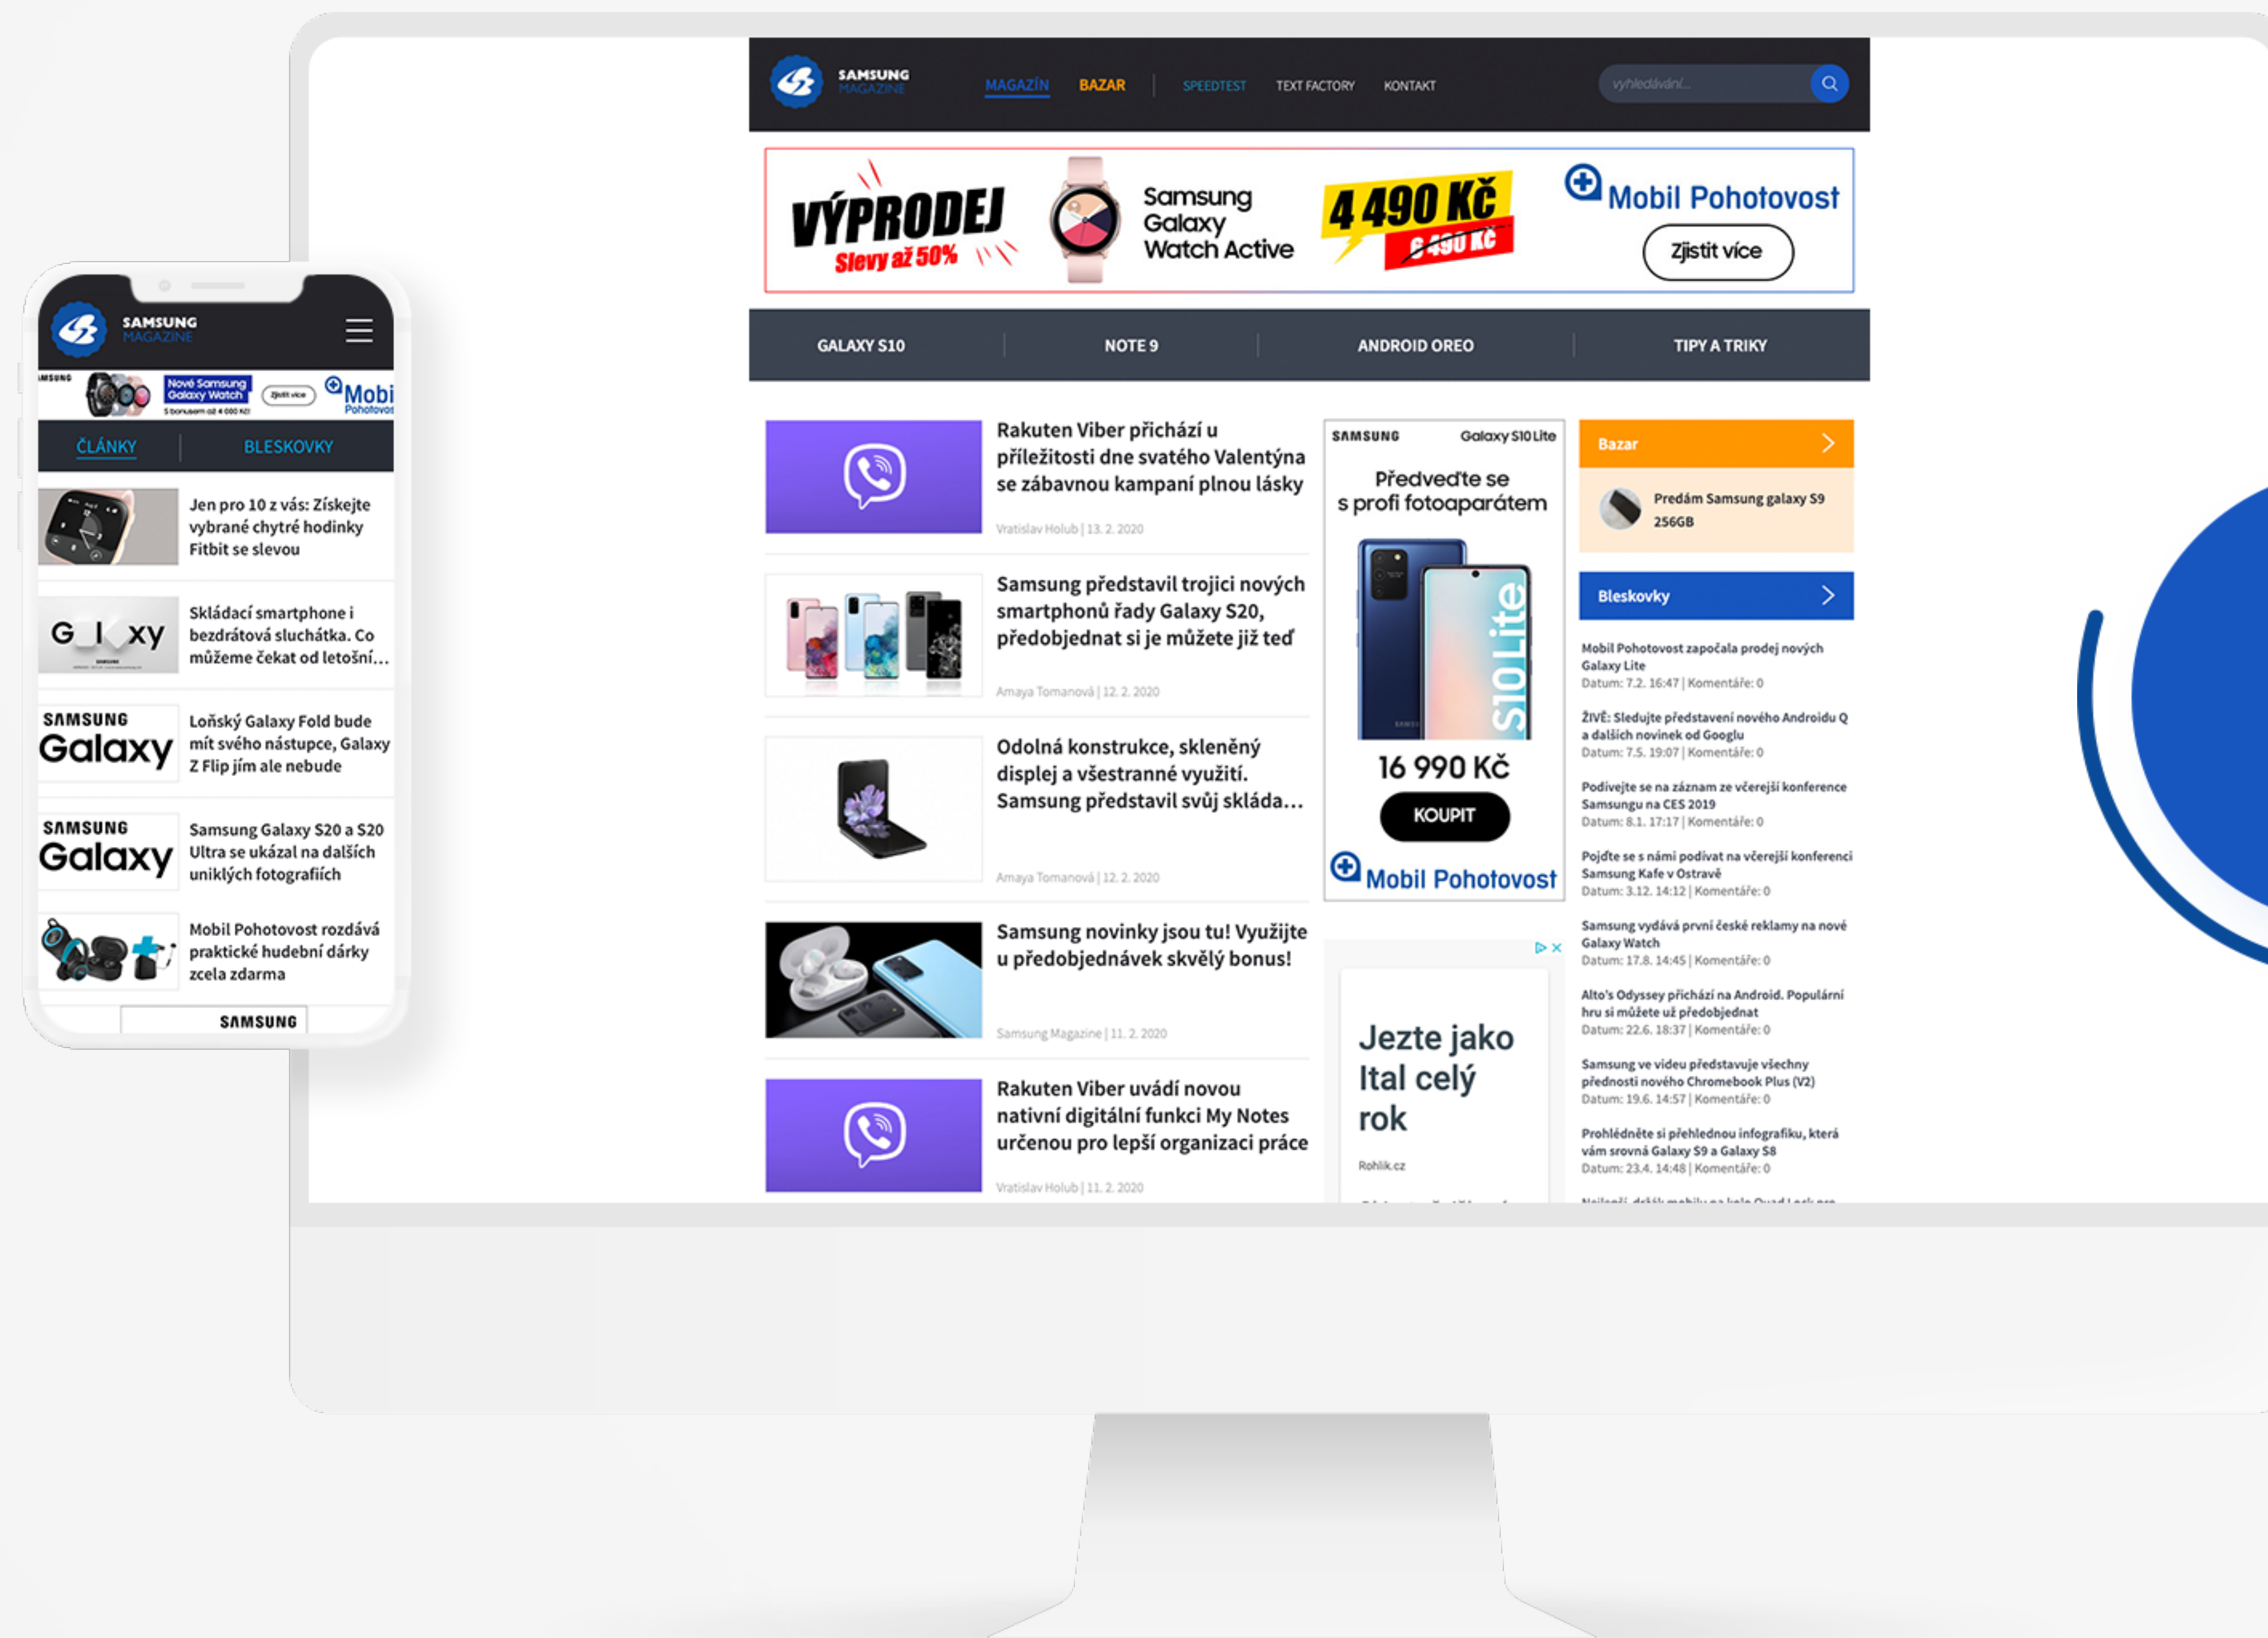 SAMSUNG
MAGAZINE
MAGAZÍN
BAZAR
SPEEDTEST
TEXT FACTORY
KONTAKT
vyhledávání...
VÝPRODEJ
Slevy až 50%
Samsung
Galaxy
Watch Active
4 490 Kč
6 490 Kč
Mobil Pohotovost
Zjistit více
GALAXY S10
NOTE 9
ANDROID OREO
TIPY A TRIKY
Rakuten Viber přichází u
příležitosti dne svatého Valentýna
se zábavnou kampaní plnou lásky
Vratislav Holub | 13. 2. 2020
Samsung představil trojici nových
smartphonů řady Galaxy S20,
předobjednat si je můžete již teď
Amaya Tomanová | 12. 2. 2020
Odolná konstrukce, skleněný
displej a všestranné využití.
Samsung představil svůj skláda...
Amaya Tomanová | 12. 2. 2020
Samsung novinky jsou tu! Využijte
u předobjednávek skvělý bonus!
Samsung Magazine | 11. 2. 2020
Rakuten Viber uvádí novou
nativní digitální funkci My Notes
určenou pro lepší organizaci práce
Vratislav Holub | 11. 2. 2020
SAMSUNG Galaxy S10 Lite
Předveďte se
s profi fotoaparátem
S10 Lite
16 990 Kč
KOUPIT
Mobil Pohotovost
Jezte jako
Ital celý
rok
Rohlik.cz
Bazar
Predám Samsung galaxy S9
256GB
Bleskovky
Mobil Pohotovost započala prodej nových
Galaxy Lite
Datum: 7.2. 16:47 | Komentáře: 0
ŽIVĚ: Sledujte představení nového Androidu Q
a dalších novinek od Googlu
Datum: 7.5. 19:07 | Komentáře: 0
Podívejte se na záznam ze včerejší konference
Samsungu na CES 2019
Datum: 8.1. 17:17 | Komentáře: 0
Pojďte se s námi podívat na včerejší konferenci
Samsung Kafe v Ostravě
Datum: 3.12. 14:12 | Komentáře: 0
Samsung vydává první české reklamy na nové
Galaxy Watch
Datum: 17.8. 14:45 | Komentáře: 0
Alto's Odyssey přichází na Android. Populární
hru si můžete už předobjednat
Datum: 22.6. 18:37 | Komentáře: 0
Samsung ve videu představuje všechny
přednosti nového Chromebook Plus (V2)
Datum: 19.6. 14:57 | Komentáře: 0
Prohlédněte si přehlednou infografiku, která
vám srovná Galaxy S9 a Galaxy S8
Datum: 23.4. 14:48 | Komentáře: 0
SAMSUNG
MAGAZINE
Nové Samsung
Galaxy Watch
S bonusem až 4 000 Kč!
Zjistit více
Mobi
Pohotovos
ČLÁNKY
BLESKOVKY
Jen pro 10 z vás: Získejte
vybrané chytré hodinky
Fitbit se slevou
G l xy
Skládací smartphone i
bezdrátová sluchátka. Co
můžeme čekat od letošní...
SAMSUNG
Galaxy
Loňský Galaxy Fold bude
mít svého nástupce, Galaxy
Z Flip jím ale nebude
SAMSUNG
Galaxy
Samsung Galaxy S20 a S20
Ultra se ukázal na dalších
uniklých fotografiích
Mobil Pohotovost rozdává
praktické hudební dárky
zcela zdarma
SAMSUNG